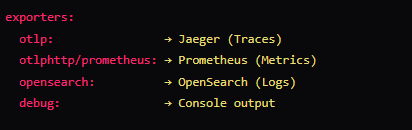 exporters:
  otlp:                → Jaeger (Traces)
  otlphttp/prometheus: → Prometheus (Metrics)
  opensearch:          → OpenSearch (Logs)
  debug:               → Console output